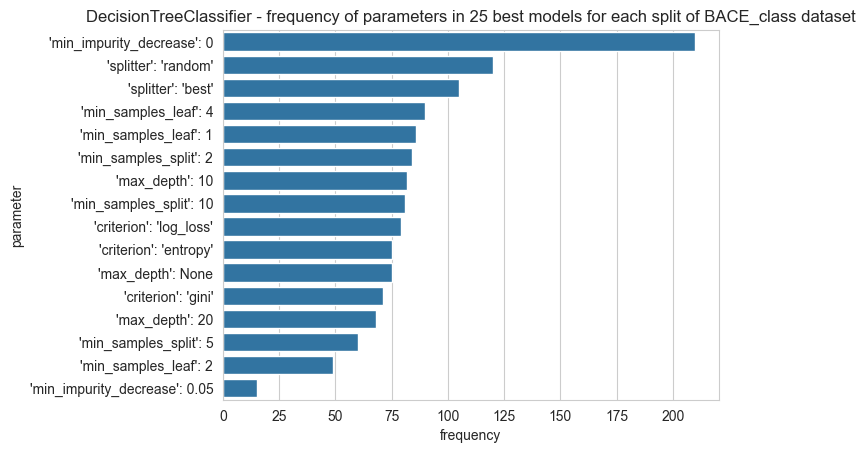 DecisionTreeClassifier - frequency of parameters in 25 best models for each split of BACE_class dataset
parameter
'min_impurity_decrease': 0
'splitter': 'random'
'splitter': 'best'
'min_samples_leaf': 4
'min_samples_leaf': 1
'min_samples_split': 2
'max_depth': 10
'min_samples_split': 10
'criterion': 'log_loss'
'criterion': 'entropy'
'max_depth': None
'criterion': 'gini'
'max_depth': 20
'min_samples_split': 5
'min_samples_leaf': 2
'min_impurity_decrease': 0.05
0 25 50 75 100 125 150 175 200
frequency